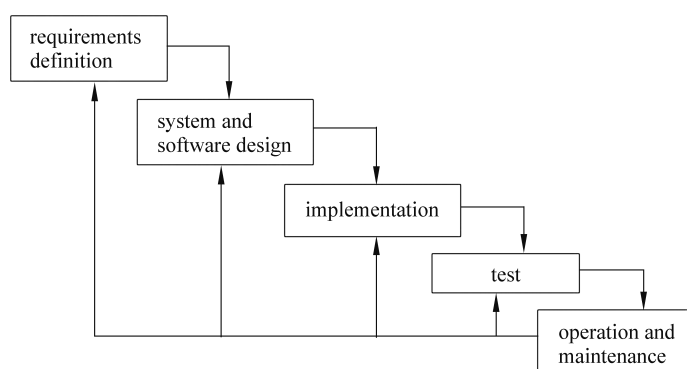 requirements
definition
system and
software design
implementation
test
operation and
maintenance